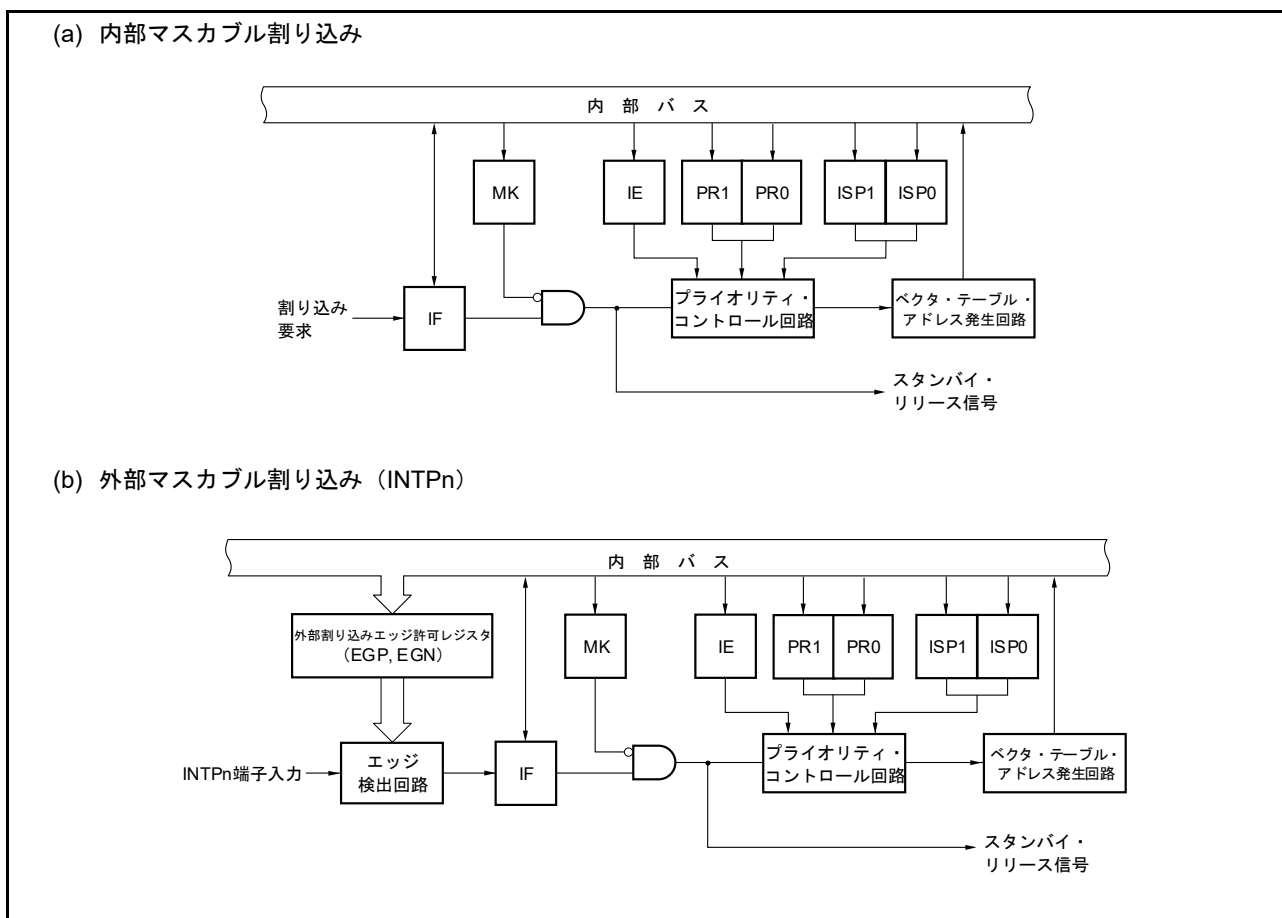 (a) 内部マスカブル割り込み
内 部 バ ス
MK
IE
PR1
PR0
ISP1
ISP0
割り込み
要求
IF
プライオリティ・
コントロール回路
ベクタ・テーブル・
アドレス発生回路
スタンバイ・
リリース信号
(b) 外部マスカブル割り込み（INTPn）
内 部 バ ス
外部割り込みエッジ許可レジスタ
（EGP, EGN）
MK
IE
PR1
PR0
ISP1
ISP0
INTPn端子入力
エッジ
検出回路
IF
プライオリティ・
コントロール回路
ベクタ・テーブル・
アドレス発生回路
スタンバイ・
リリース信号